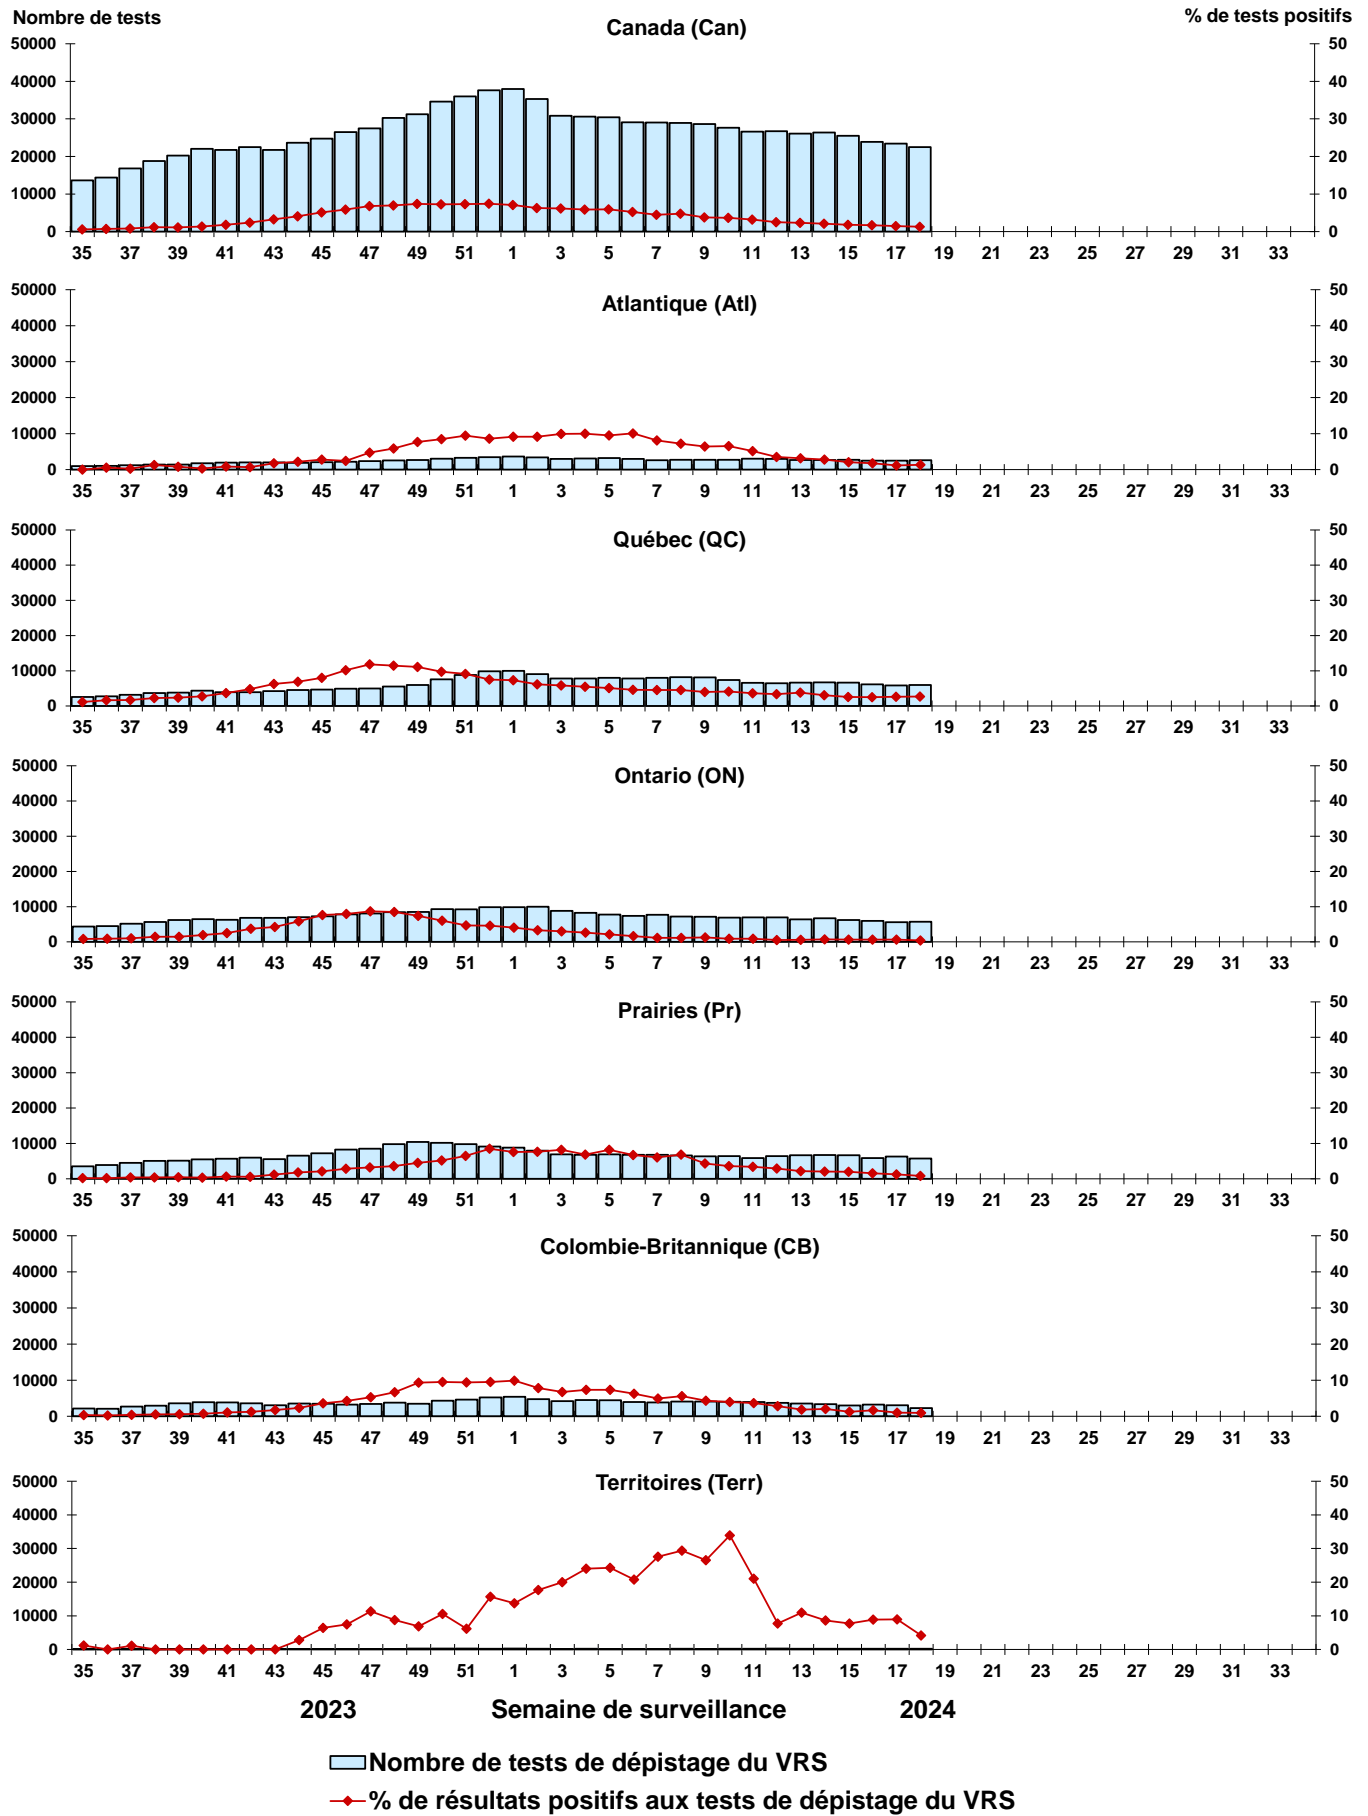 Nombre de tests
% de tests positifs
Canada (Can)
50000 40000 30000 20000 10000 0
50 40 30 20 10 0
35 37 39 41 43 45 47 49 51 1 3 5 7 9 11 13 15 17 19 21 23 25 27 29 31 33
Atlantique (Atl)
50000 40000 30000 20000 10000 0
50 40 30 20 10 0
35 37 39 41 43 45 47 49 51 1 3 5 7 9 11 13 15 17 19 21 23 25 27 29 31 33
Québec (QC)
50000 40000 30000 20000 10000 0
50 40 30 20 10 0
35 37 39 41 43 45 47 49 51 1 3 5 7 9 11 13 15 17 19 21 23 25 27 29 31 33
Ontario (ON)
50000 40000 30000 20000 10000 0
50 40 30 20 10 0
35 37 39 41 43 45 47 49 51 1 3 5 7 9 11 13 15 17 19 21 23 25 27 29 31 33
Prairies (Pr)
50000 40000 30000 20000 10000 0
50 40 30 20 10 0
35 37 39 41 43 45 47 49 51 1 3 5 7 9 11 13 15 17 19 21 23 25 27 29 31 33
Colombie-Britannique (CB)
50000 40000 30000 20000 10000 0
50 40 30 20 10 0
35 37 39 41 43 45 47 49 51 1 3 5 7 9 11 13 15 17 19 21 23 25 27 29 31 33
Territoires (Terr)
50000 40000 30000 20000 10000 0
50 40 30 20 10 0
35 37 39 41 43 45 47 49 51 1 3 5 7 9 11 13 15 17 19 21 23 25 27 29 31 33
2023 Semaine de surveillance 2024
Nombre de tests de dépistage du VRS
% de résultats positifs aux tests de dépistage du VRS